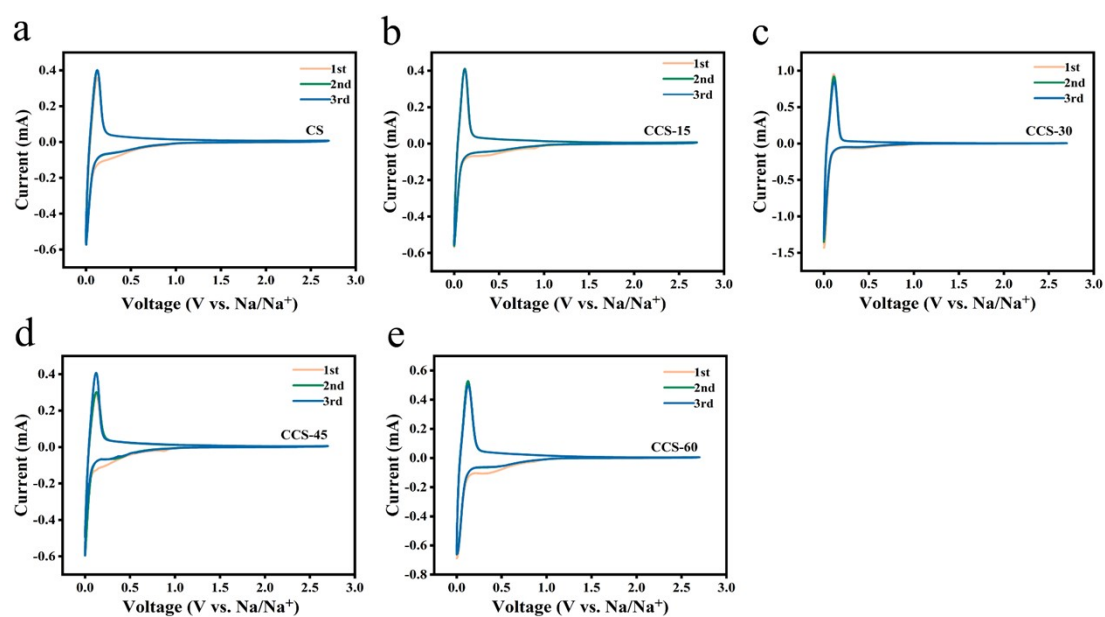 a
0.4
0.2
0.0
-0.2
-0.4
-0.6
Current (mA)
1st
2nd
3rd
CS
0.0 0.5 1.0 1.5 2.0 2.5 3.0
Voltage (V vs. Na/Na⁺)
b
0.4
0.2
0.0
-0.2
-0.4
-0.6
Current (mA)
1st
2nd
3rd
CCS-15
0.0 0.5 1.0 1.5 2.0 2.5 3.0
Voltage (V vs. Na/Na⁺)
c
1.0
0.5
0.0
-0.5
-1.0
-1.5
Current (mA)
1st
2nd
3rd
CCS-30
0.0 0.5 1.0 1.5 2.0 2.5 3.0
Voltage (V vs. Na/Na⁺)
d
0.4
0.2
0.0
-0.2
-0.4
-0.6
Current (mA)
1st
2nd
3rd
CCS-45
0.0 0.5 1.0 1.5 2.0 2.5 3.0
Voltage (V vs. Na/Na⁺)
e
0.6
0.4
0.2
0.0
-0.2
-0.4
-0.6
-0.8
Current (mA)
1st
2nd
3rd
CCS-60
0.0 0.5 1.0 1.5 2.0 2.5 3.0
Voltage (V vs. Na/Na⁺)